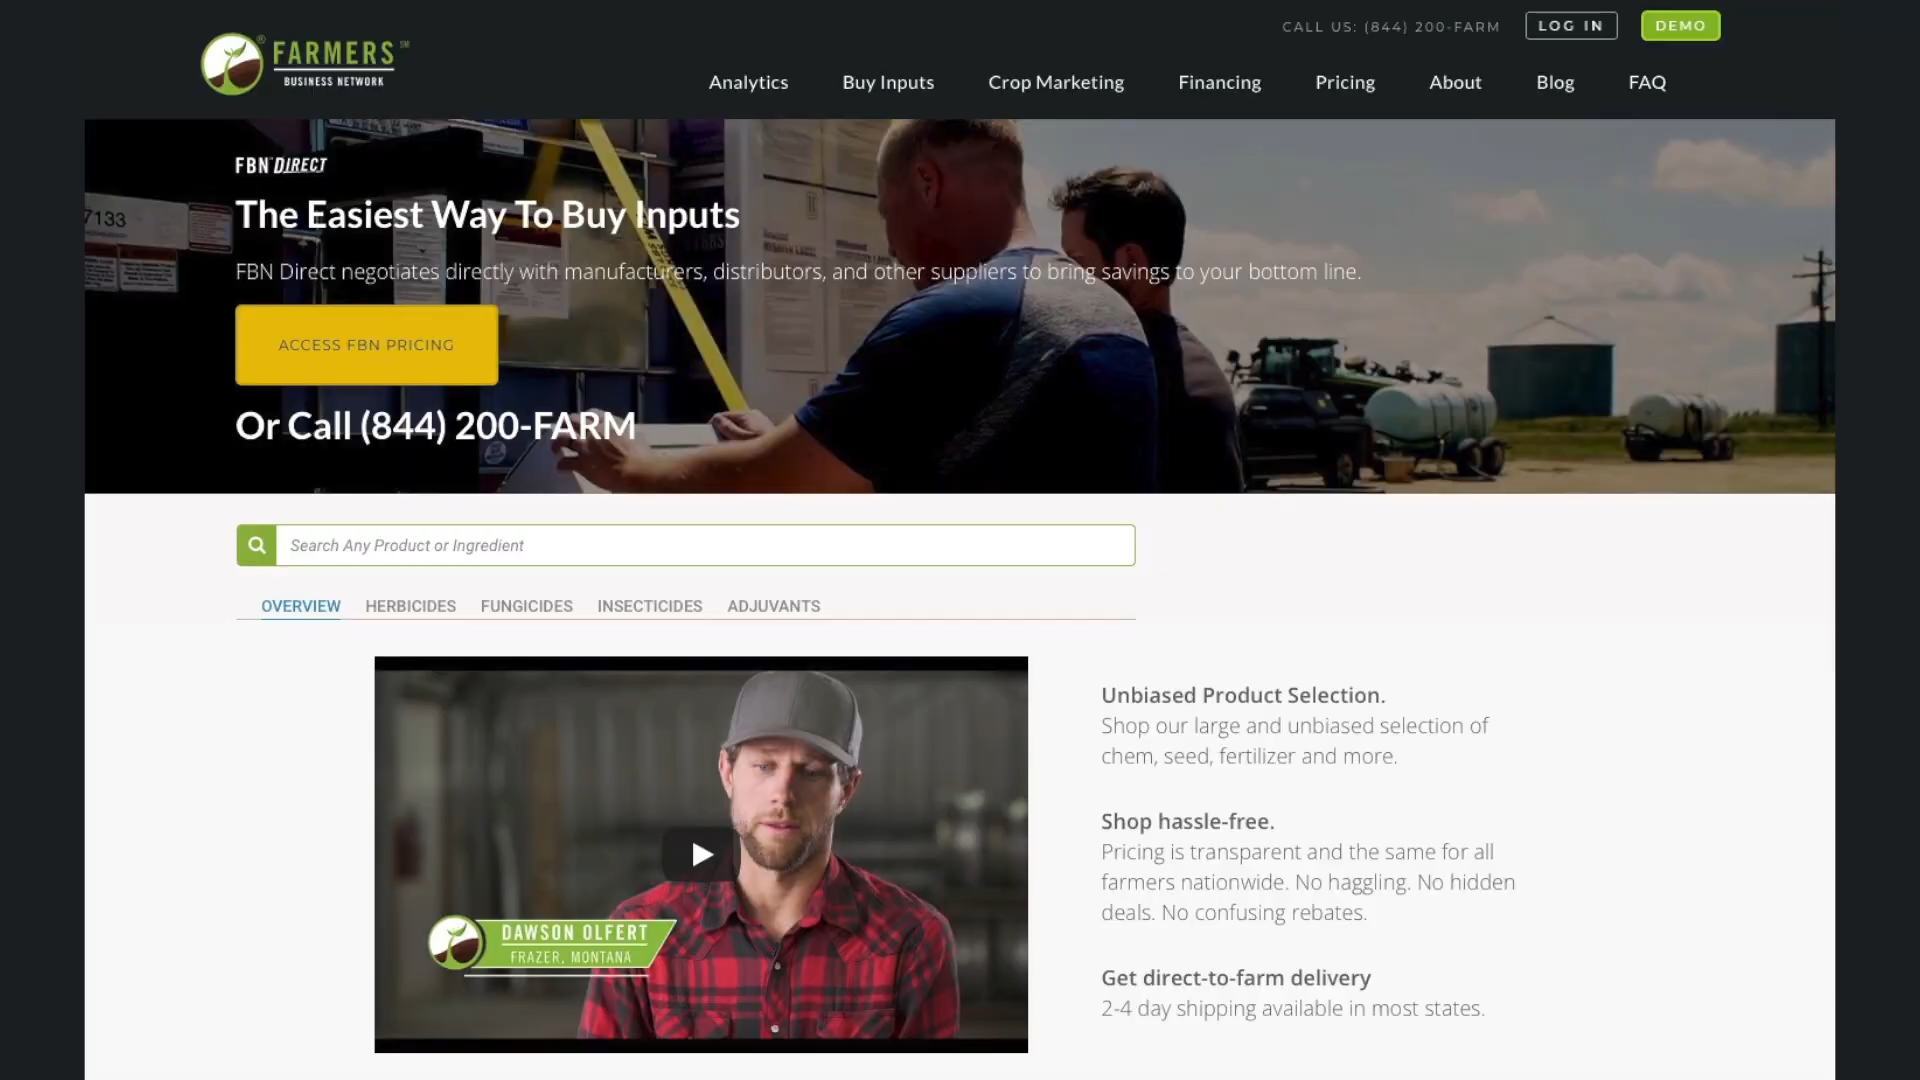 CALL US: (844) 200-FARM
LOG IN
DEMO
FARMERS℠
BUSINESS NETWORK
Analytics
Buy Inputs
Crop Marketing
Financing
Pricing
About
Blog
FAQ
7133
FBN DIRECT
The Easiest Way To Buy Inputs
FBN Direct negotiates directly with manufacturers, distributors, and other suppliers to bring savings to your bottom line.
ACCESS FBN PRICING
Or Call (844) 200-FARM
Search Any Product or Ingredient
OVERVIEW
HERBICIDES
FUNGICIDES
INSECTICIDES
ADJUVANTS
DAWSON OLFERT
FRAZER, MONTANA
Unbiased Product Selection.
Shop our large and unbiased selection of
chem, seed, fertilizer and more.
Shop hassle-free.
Pricing is transparent and the same for all
farmers nationwide. No haggling. No hidden
deals. No confusing rebates.
Get direct-to-farm delivery
2-4 day shipping available in most states.